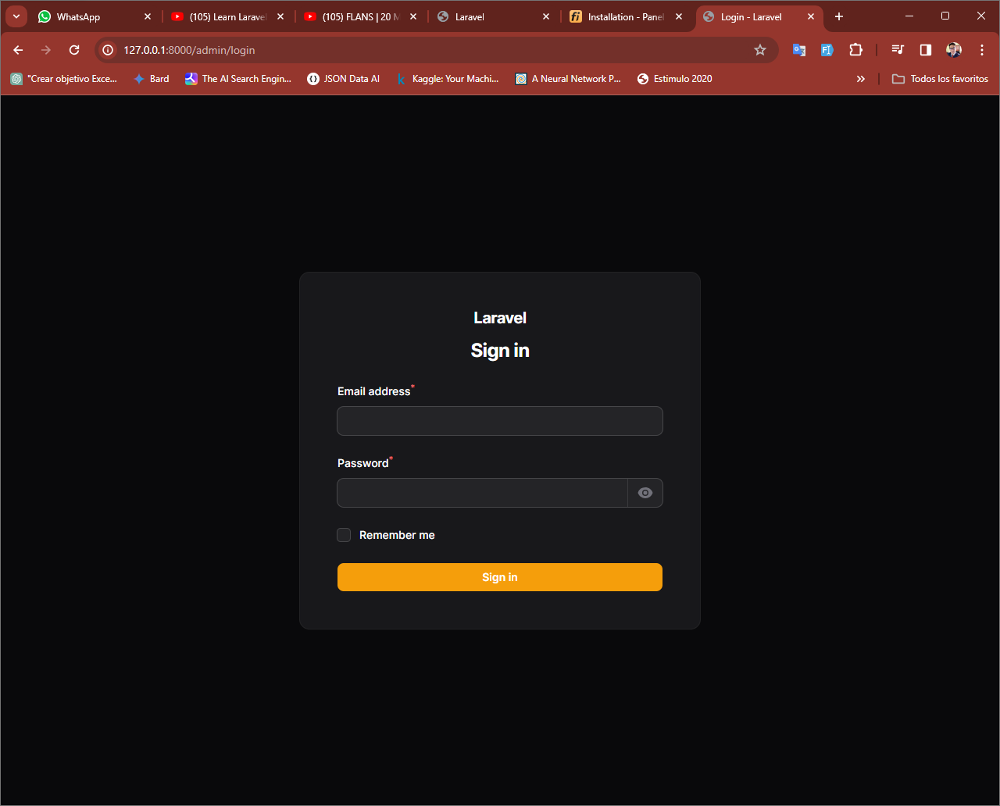 WhatsApp
(105) Learn Laravel
(105) FLANS | 20 M
Laravel
Installation - Panel
Login - Laravel
127.0.0.1:8000/admin/login
"Crear objetivo Exce...
Bard
The AI Search Engin...
JSON Data AI
Kaggle: Your Machi...
A Neural Network P...
Estimulo 2020
Todos los favoritos
Laravel
Sign in
Email address*
Password*
Remember me
Sign in